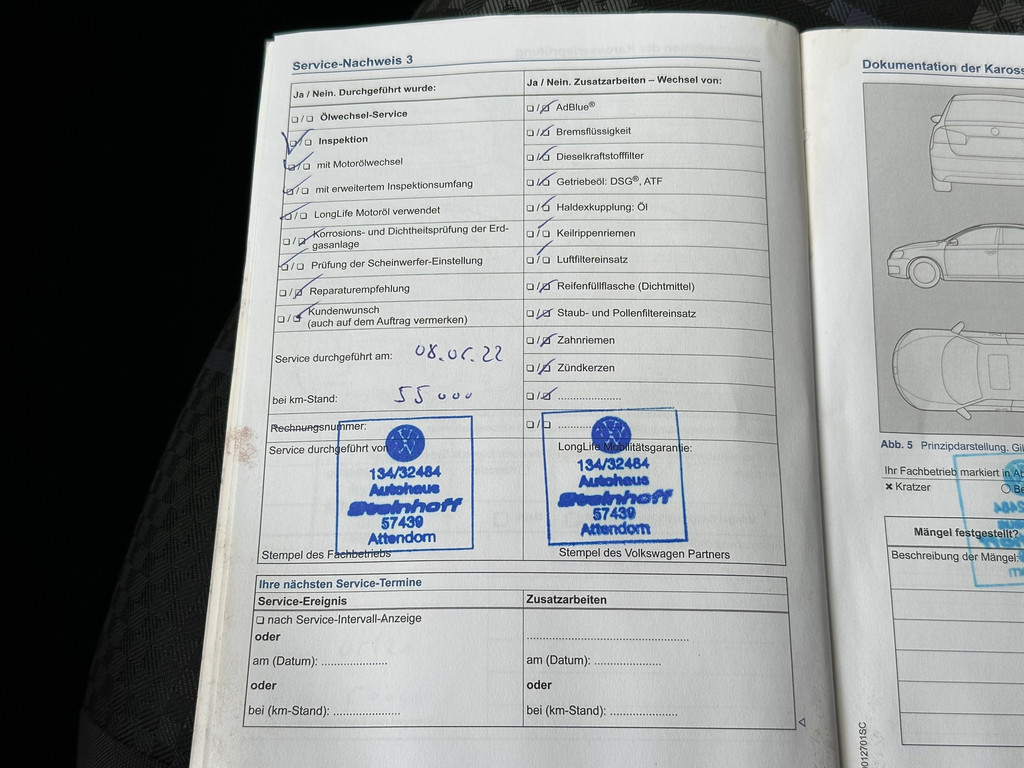 Service-Nachweis 3
Ja / Nein. Durchgeführt wurde:
❑ / ❑ Ölwechsel-Service
❑ / ❑ Inspektion
❑ / ❑ mit Motorölwechsel
❑ / ❑ mit erweitertem Inspektionsumfang
❑ / ❑ LongLife Motoröl verwendet
❑ / ❑ Korrosions- und Dichtheitsprüfung der Erd-
gasanlage
❑ / ❑ Prüfung der Scheinwerfer-Einstellung
❑ / ❑ Reparaturempfehlung
❑ / ❑ Kundenwunsch
(auch auf dem Auftrag vermerken)
Service durchgeführt am: 08.05.22
bei km-Stand: 55000
Rechnungsnummer:
Service durchgeführt von
134/32484
Autohaus
Steinhoff
57439
Attendorn
Stempel des Fachbetriebs
Ja / Nein. Zusatzarbeiten – Wechsel von:
❑ / ❑ AdBlue®
❑ / ❑ Bremsflüssigkeit
❑ / ❑ Dieselkraftstofffilter
❑ / ❑ Getriebeöl: DSG®, ATF
❑ / ❑ Haldexkupplung: Öl
❑ / ❑ Keilrippenriemen
❑ / ❑ Luftfiltereinsatz
❑ / ❑ Reifenfüllflasche (Dichtmittel)
❑ / ❑ Staub- und Pollenfiltereinsatz
❑ / ❑ Zahnriemen
❑ / ❑ Zündkerzen
❑ / ❑ .....................
❑ / ❑ ...........
LongLife Mobilitätsgarantie:
134/32484
Autohaus
Steinhoff
57439
Attendorn
Stempel des Volkswagen Partners
Ihre nächsten Service-Termine
Service-Ereignis
❑ nach Service-Intervall-Anzeige
oder
am (Datum): ......................
oder
bei (km-Stand): ......................
Zusatzarbeiten
......................................................
am (Datum): ......................
oder
bei (km-Stand): ......................
Dokumentation der Kaross
Abb. 5 Prinzipdarstellung.
Ihr Fachbetrieb markiert in
✖ Kratzer
Mängel festgestellt?
Beschreibung der Mängel:
012701SC